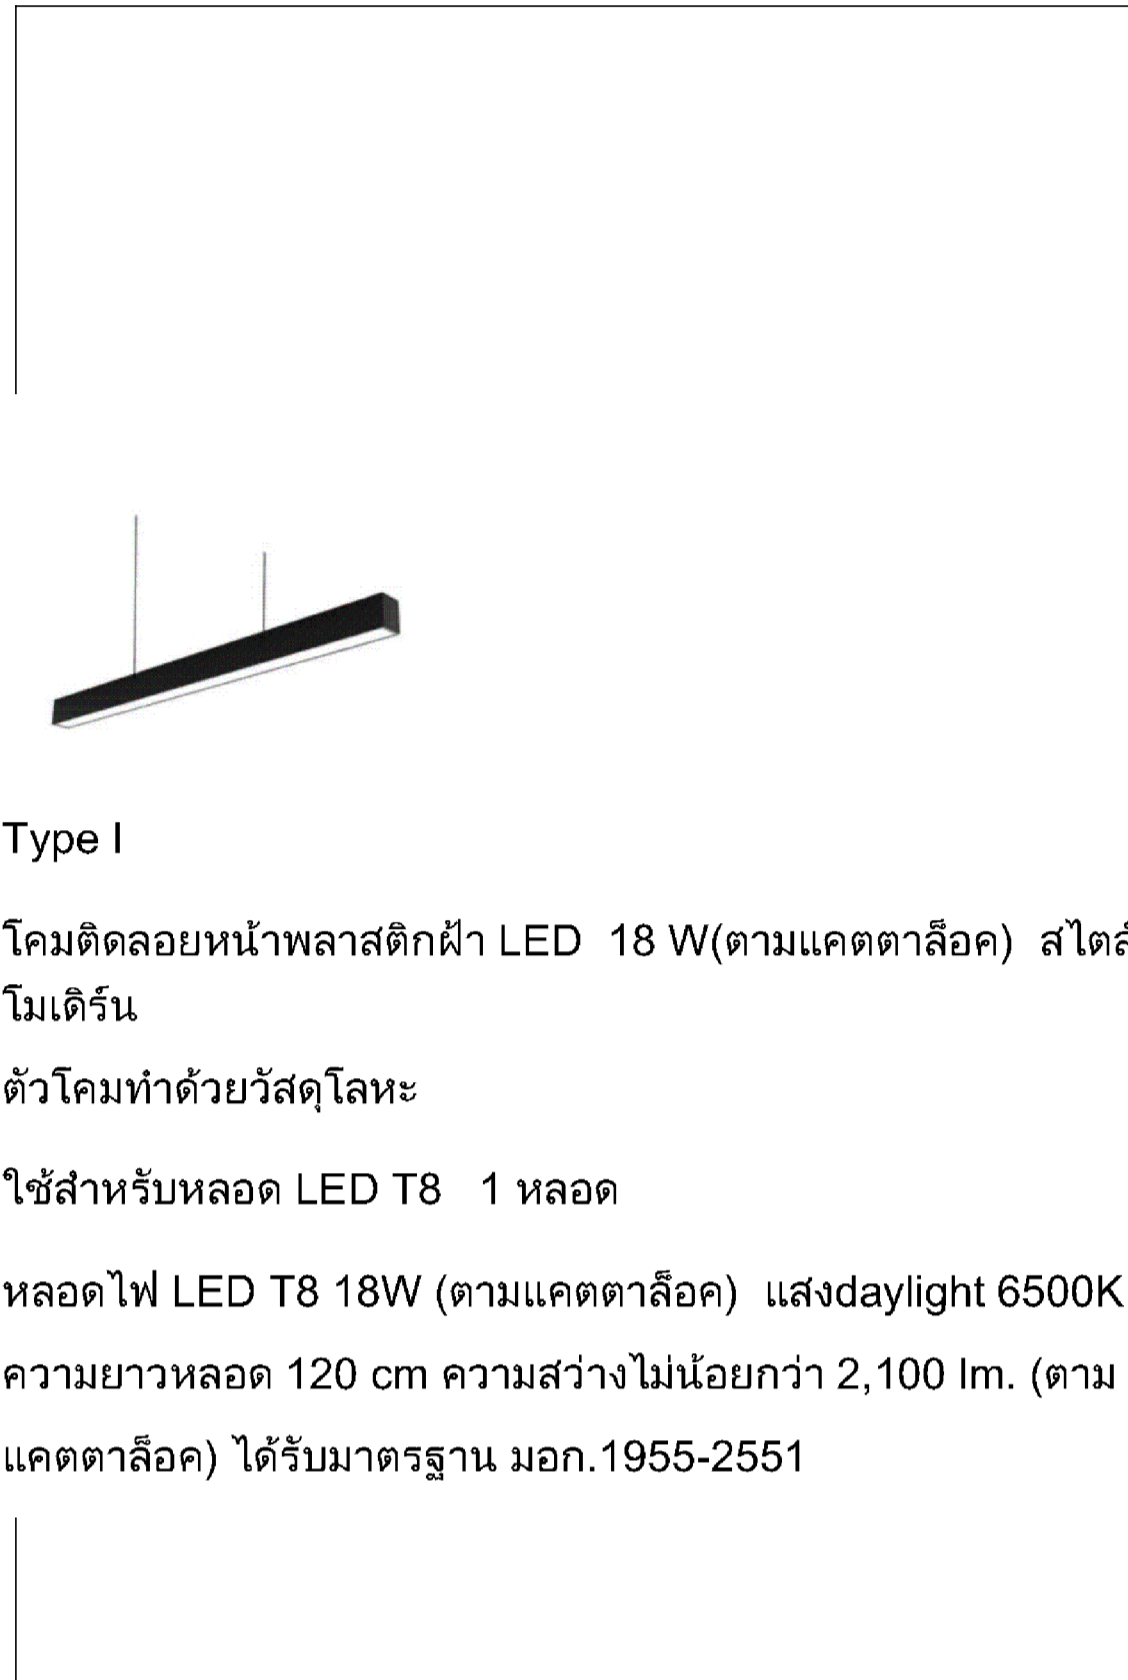 Type I
โคมติดลอยหน้าพลาสติกฝ้า LED 18 W(ตามแคตตาล็อค) สไตล์
โมเดิร์น
ตัวโคมทำด้วยวัสดุโลหะ
ใช้สำหรับหลอด LED T8 1 หลอด
หลอดไฟ LED T8 18W (ตามแคตตาล็อค) แสงdaylight 6500K
ความยาวหลอด 120 cm ความสว่างไม่น้อยกว่า 2,100 lm. (ตาม
แคตตาล็อค) ได้รับมาตรฐาน มอก.1955-2551